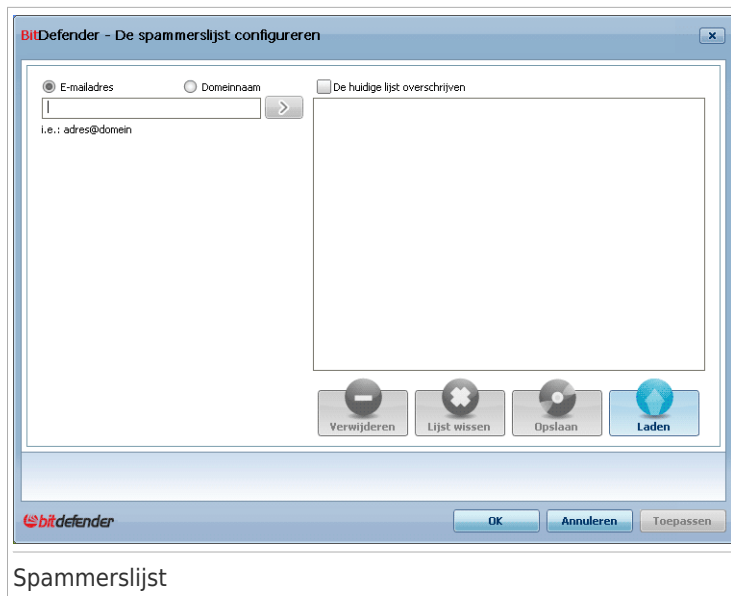 BitDefender - De spammerslijst configureren
E-mailadres
Domeinnaam
De huidige lijst overschrijven
i.e.: adres@domein
Verwijderen
Lijst wissen
Opslaan
Laden
bitdefender
OK
Annuleren
Toepassen
Spammerslijst